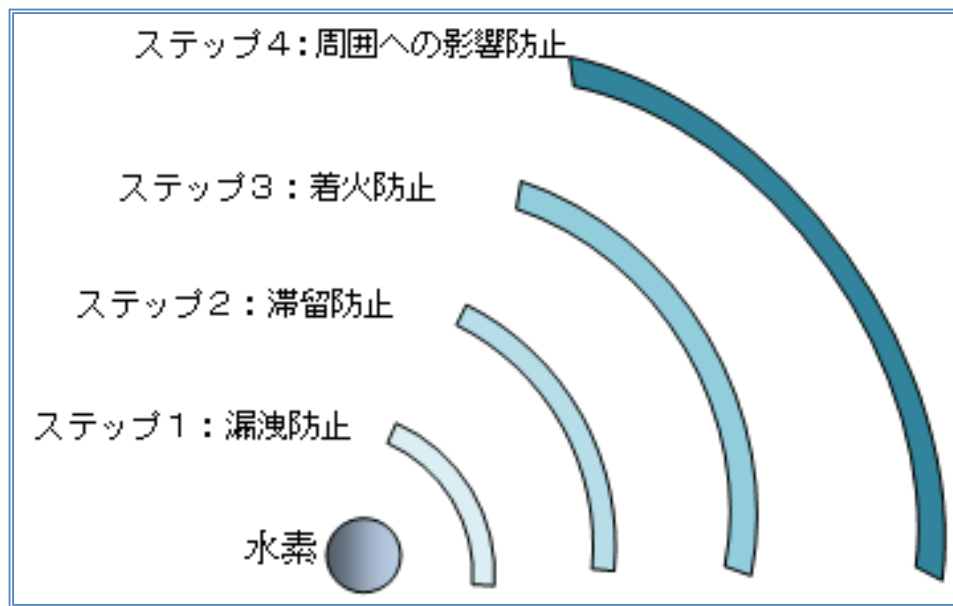 ステップ４：周囲への影響防止
ステップ３：着火防止
ステップ２：滞留防止
ステップ１：漏洩防止
水素